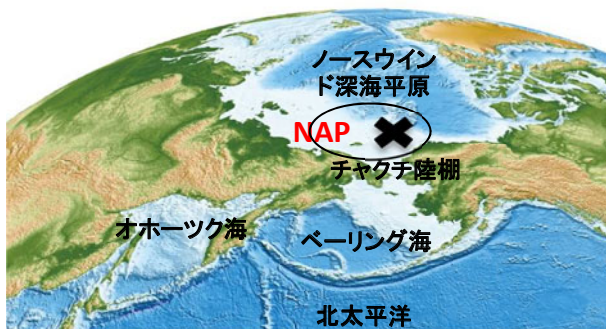 ノースウイン
ド深海平原
NAP
チャクチ陸棚
オホーツク海
ベーリング海
北太平洋